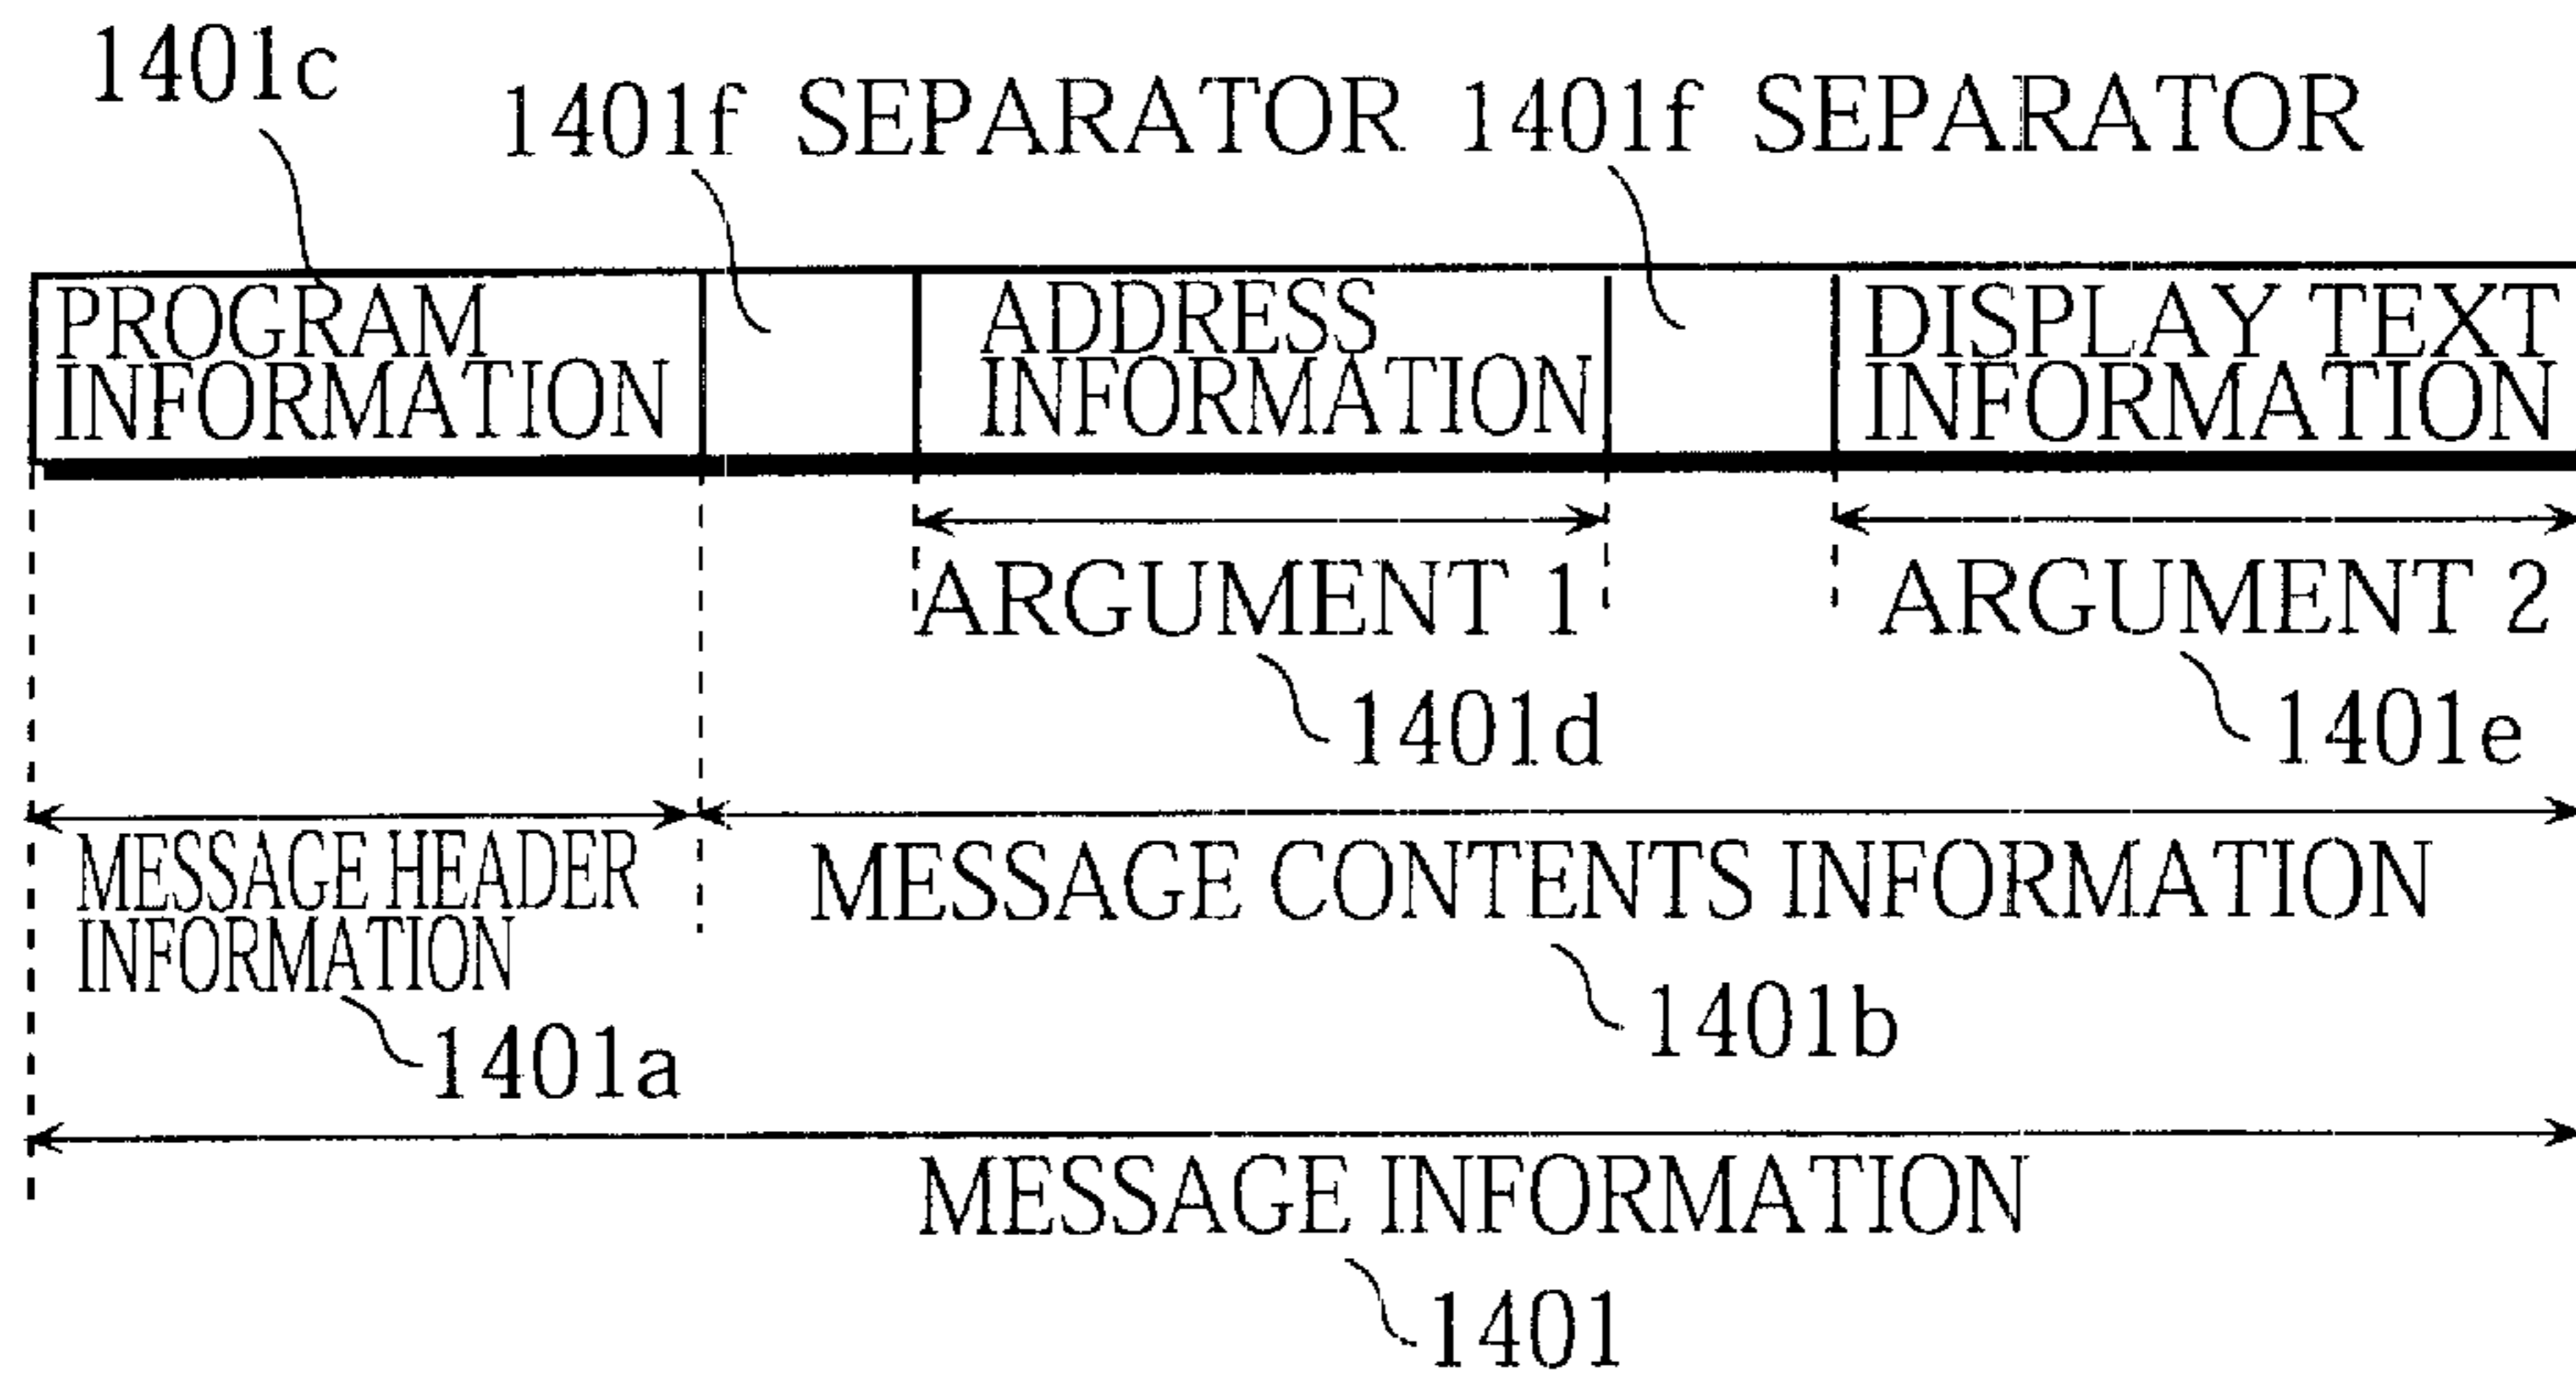 1401c
1401f SEPARATOR 1401f SEPARATOR
PROGRAM
INFORMATION
ADDRESS
INFORMATION
DISPLAY TEXT
INFORMATION
ARGUMENT 1
ARGUMENT 2
1401d
1401e
MESSAGE HEADER
INFORMATION
MESSAGE CONTENTS INFORMATION
1401a
1401b
MESSAGE INFORMATION
1401